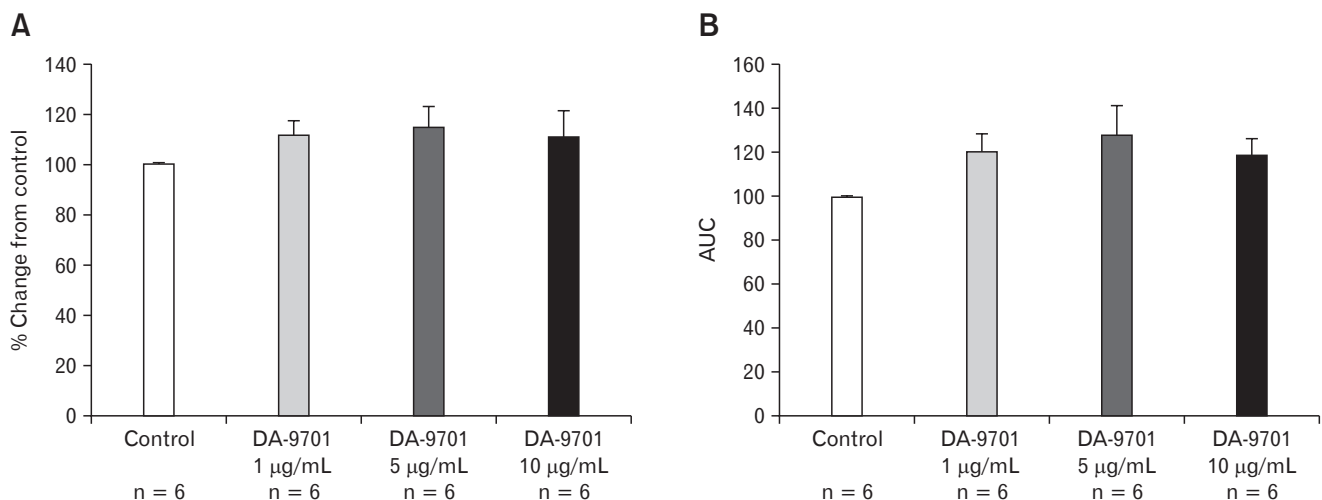 A
% Change from control
140
120
100
80
60
40
20
0
Control
DA-9701
1 μg/mL
DA-9701
5 μg/mL
DA-9701
10 μg/mL
n = 6
n = 6
n = 6
n = 6
B
AUC
160
140
120
100
80
60
40
20
0
Control
DA-9701
1 μg/mL
DA-9701
5 μg/mL
DA-9701
10 μg/mL
n = 6
n = 6
n = 6
n = 6